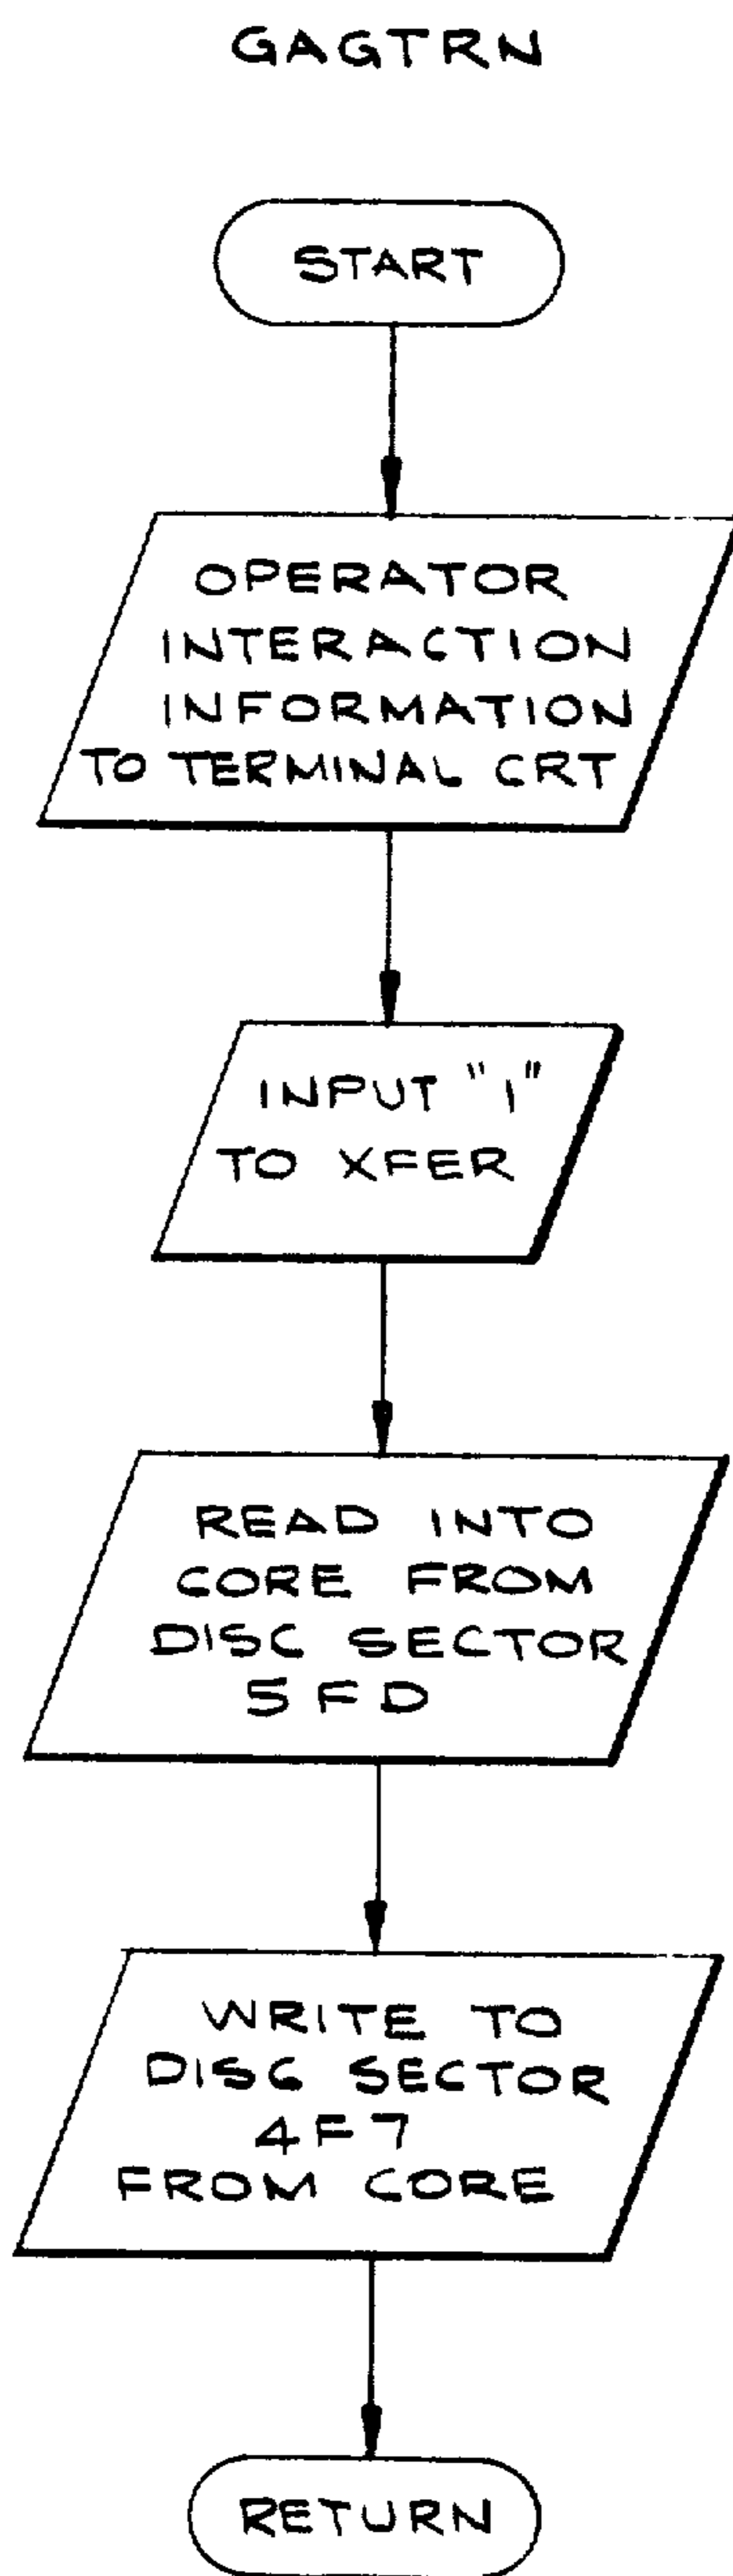 GAGTRN
START
OPERATOR
INTERACTION
INFORMATION
TO TERMINAL CRT
INPUT "1"
TO XFER
READ INTO
CORE FROM
DISC SECTOR
5FD
WRITE TO
DISC SECTOR
4F7
FROM CORE
RETURN